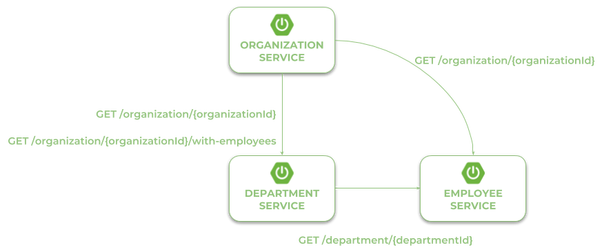 ORGANIZATION
SERVICE
GET /organization/{organizationId}
GET /organization/{organizationId}
GET /organization/{organizationId}/with-employees
DEPARTMENT
SERVICE
EMPLOYEE
SERVICE
GET /department/{departmentId}